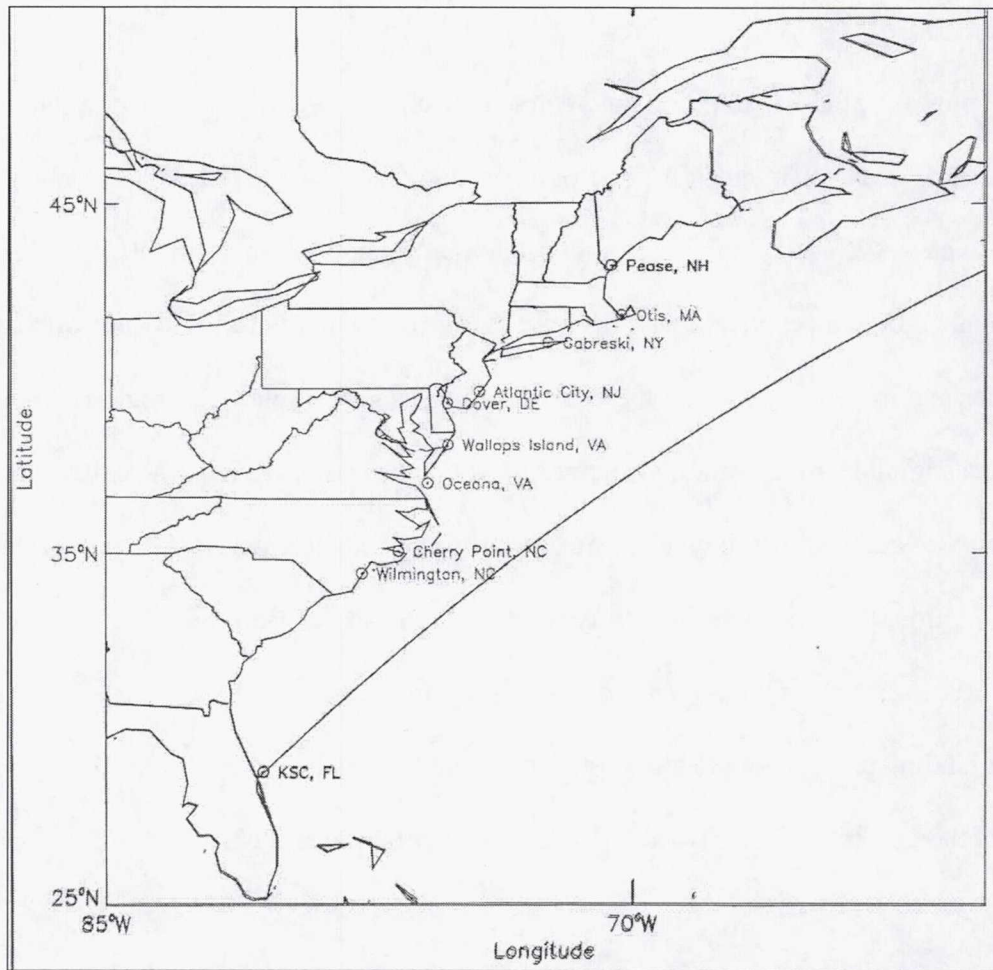 45°N
Pease, NH
Otis, MA
Gabreski, NY
Atlantic City, NJ
Dover, DE
Wallops Island, VA
Oceana, VA
Latitude
35°N
Cherry Point, NC
Wilmington, NC
KSC, FL
25°N
85°W
70°W
Longitude